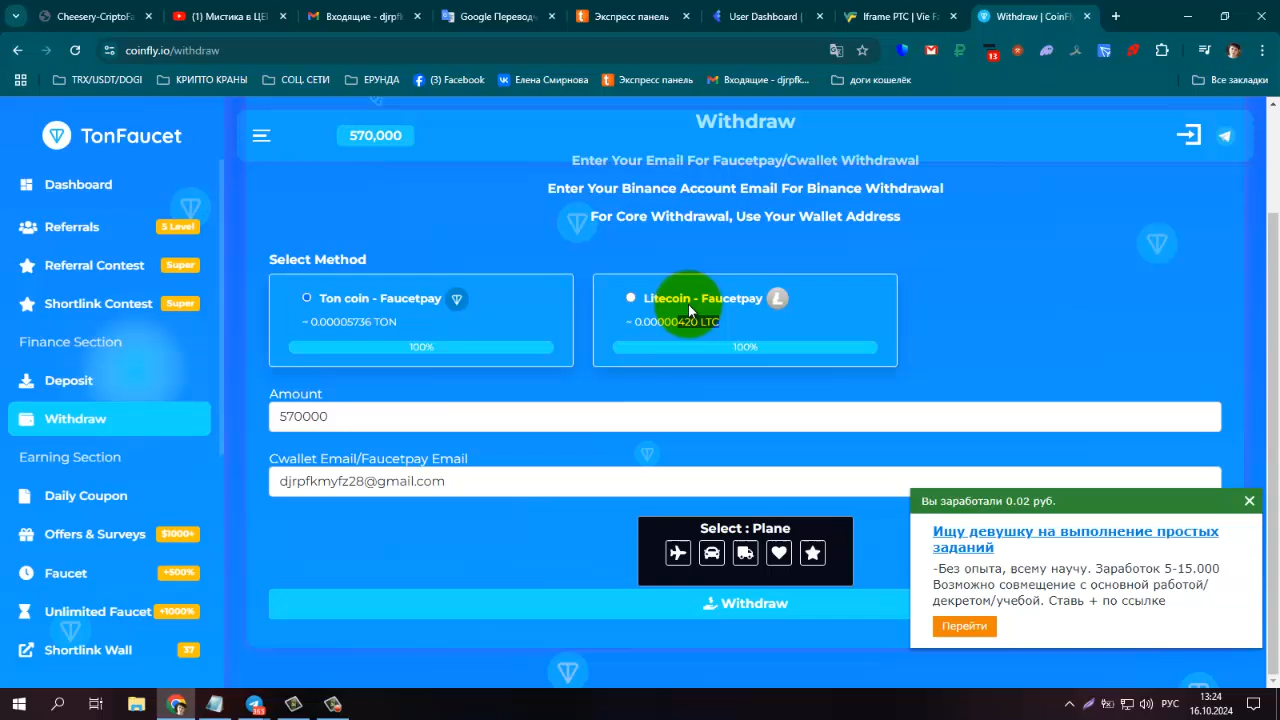 Cheesery-CriptoFa
(1) Мистика в ЦЕ
Входящие - djrpf
Google Переводч
Экспресс панель
User Dashboard |
Iframe PTC | Vie F
Withdraw | CoinFl
coinfly.io/withdraw
13
TRX/USDT/DOGI
КРИПТО КРАНЫ
СОЦ. СЕТИ
ЕРУНДА
(3) Facebook
Елена Смирнова
Экспресс панель
Входящие - djrpfk...
доги кошелёк
Все закладки
TonFaucet
570,000
Withdraw
Enter Your Email For Faucetpay/Cwallet Withdrawal
Enter Your Binance Account Email For Binance Withdrawal
For Core Withdrawal, Use Your Wallet Address
Dashboard
Referrals 5 Level
Referral Contest Super
Shortlink Contest Super
Finance Section
Deposit
Withdraw
Earning Section
Daily Coupon
Offers & Surveys $1000+
Faucet +500%
Unlimited Faucet +1000%
Shortlink Wall 37
Select Method
Ton coin - Faucetpay
~ 0.00005736 TON
100%
Litecoin - Faucetpay
~ 0.00000420 LTC
100%
Amount
570000
Cwallet Email/Faucetpay Email
djrpfkmyfz28@gmail.com
Select : Plane
Withdraw
Вы заработали 0.02 руб.
Ищу девушку на выполнение простых
заданий
-Без опыта, всему научу. Заработок 5-15.000
Возможно совмещение с основной работой/
декретом/учебой. Ставь + по ссылке
Перейти
РУС
13:24
16.10.2024